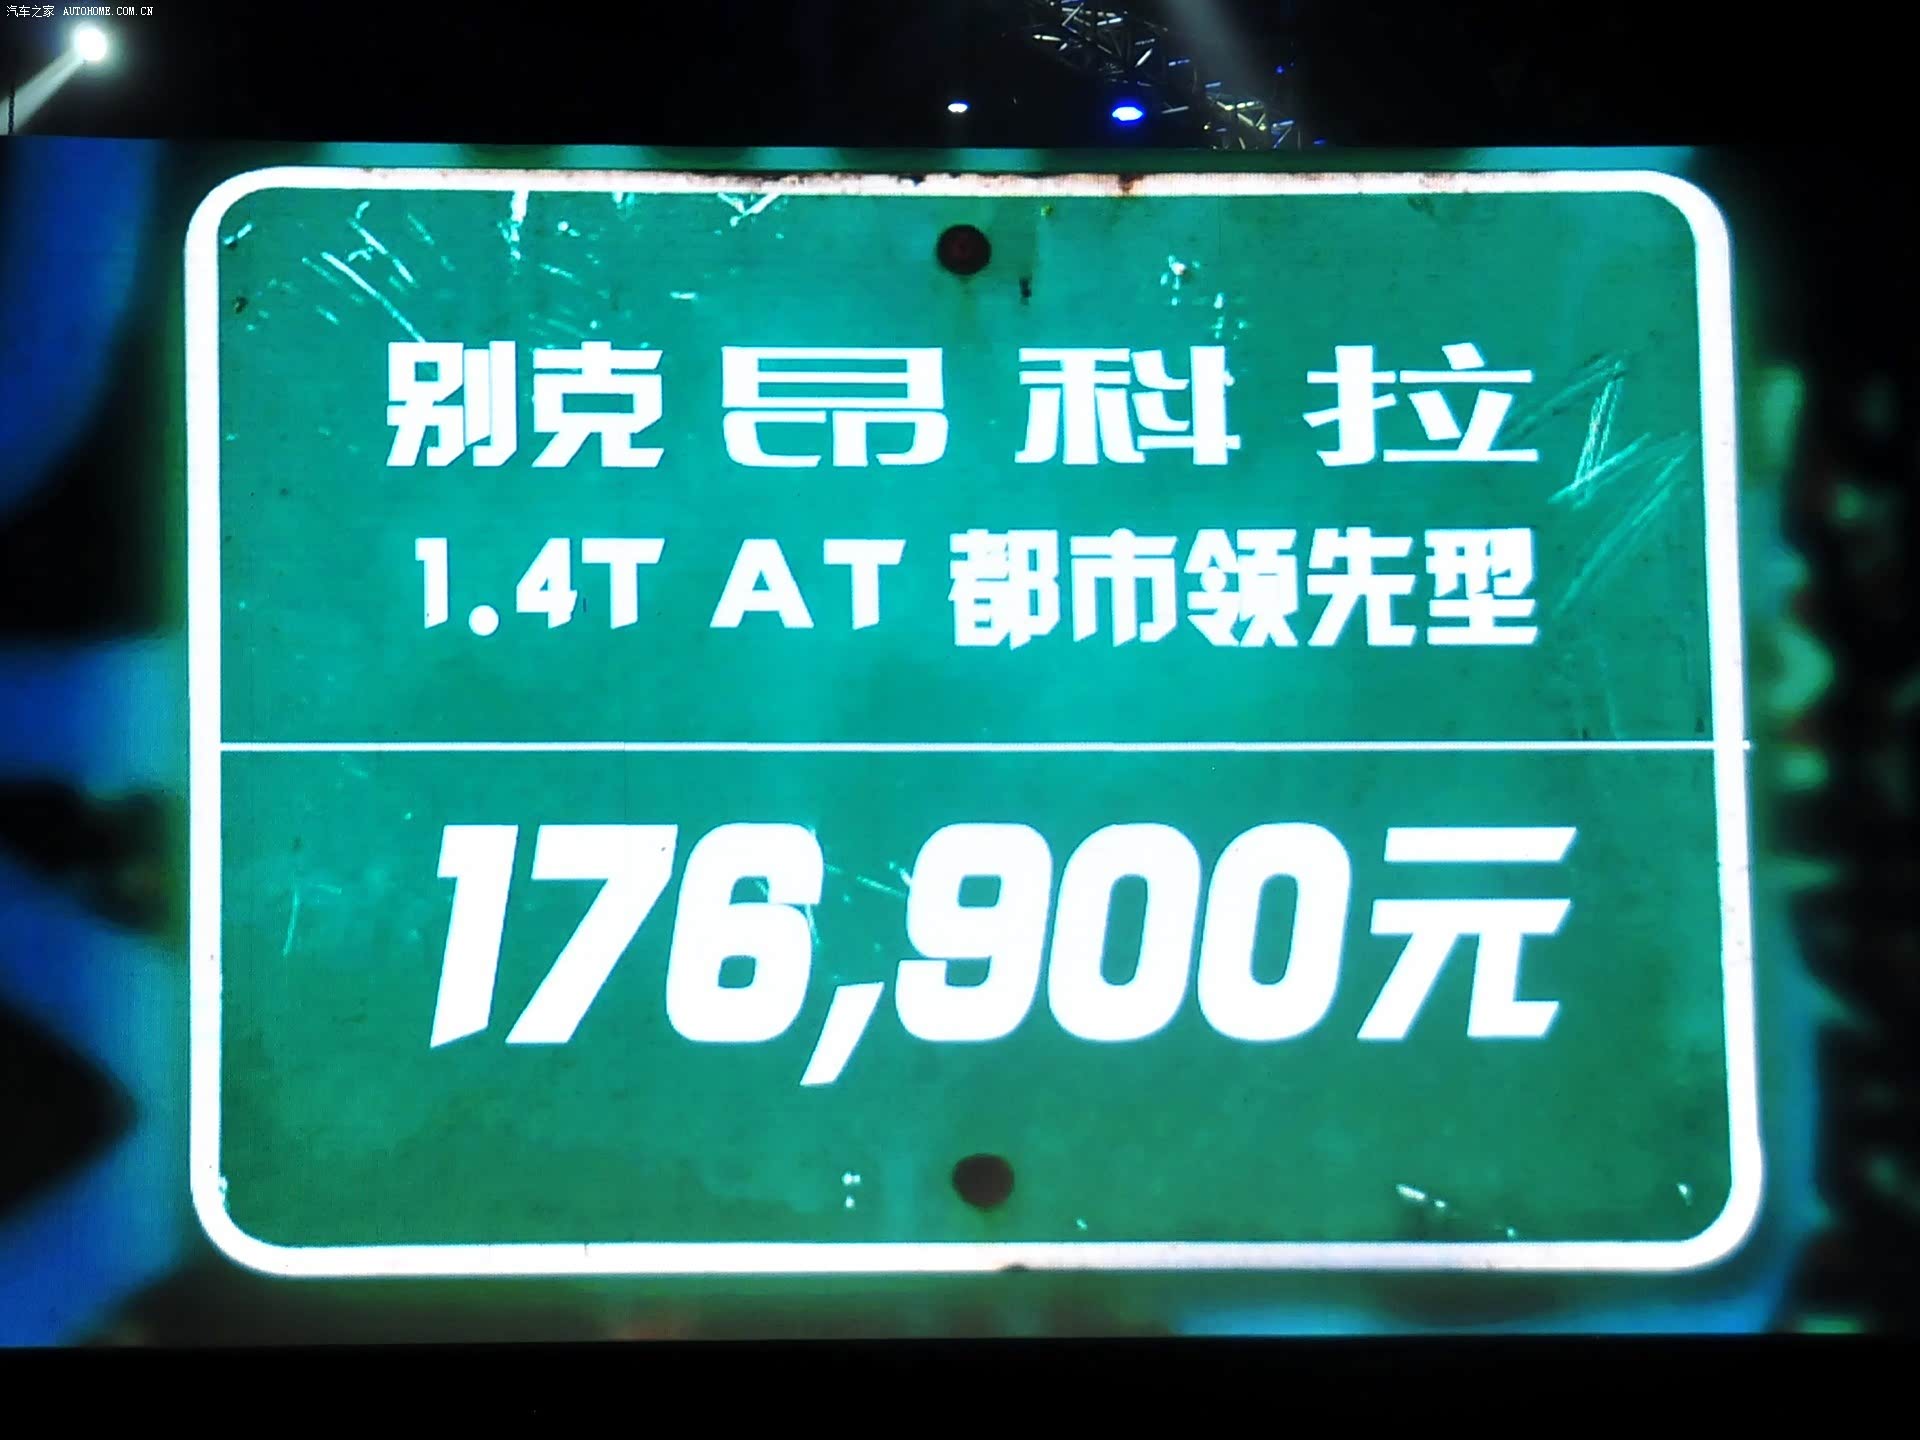 汽车之家 AUTOHOME.COM.CN
别克 昂科拉
1.4T AT 都市领先型
176,900元